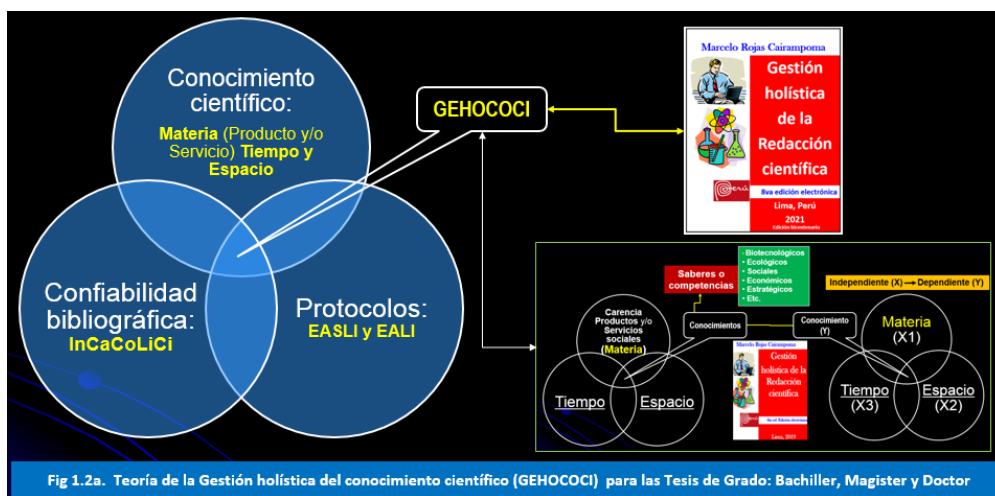 Conocimiento
científico:
Materia (Producto y/o
Servicio) Tiempo y
Espacio
Confiabilidad
bibliográfica:
InCaCoLiCi
Protocolos:
EASLI y EALI
GEHOCOCI
Marcelo Rojas Cairampoma
Gestión
holística
de la
Redacción
científica
Perú
8va edición electrónica
Lima, Perú
2021
Edición bicentenario
Saberes o
competencias
• Biotecnológicos
• Ecológicos
• Sociales
• Económicos
• Estratégicos
• Etc.
Independiente (X) → Dependiente (Y)
Carencia
Productos y/o
Servicios
sociales
(Materia)
Tiempo
Espacio
Conocimientos
Conocimiento
(Y)
Materia
(X1)
Tiempo
(X3)
Espacio
(X2)
Marcelo Rojas Cairampoma
Gestión
holística de la
Redacción
científica
Lima, 2019
Fig 1.2a. Teoría de la Gestión holística del conocimiento científico (GEHOCOCI) para las Tesis de Grado: Bachiller, Magister y Doctor